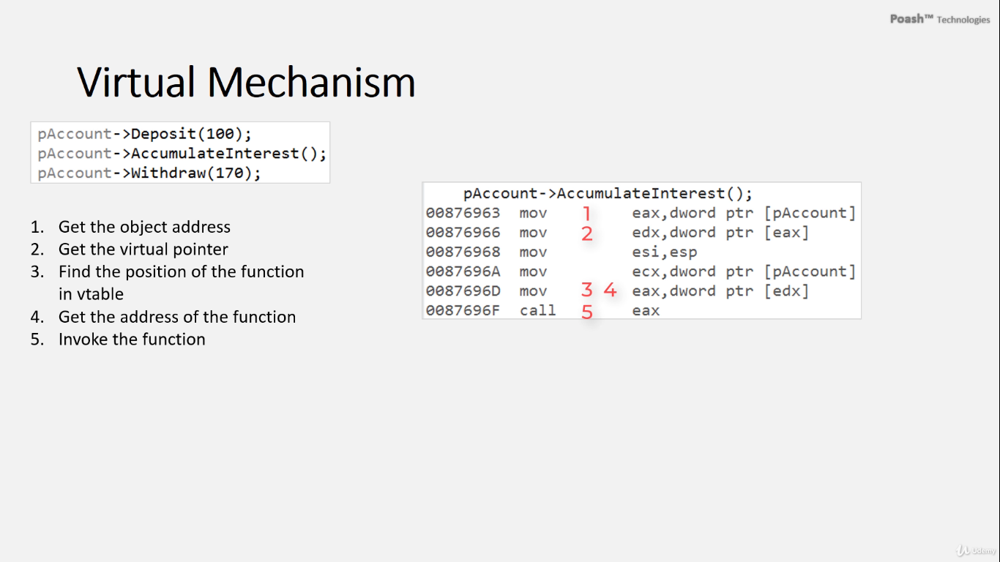 Poash™ Technologies
Virtual Mechanism
pAccount->Deposit(100);
pAccount->AccumulateInterest();
pAccount->Withdraw(170);
1. Get the object address
2. Get the virtual pointer
3. Find the position of the function
in vtable
4. Get the address of the function
5. Invoke the function
pAccount->AccumulateInterest();
00876963 mov 1 eax,dword ptr [pAccount]
00876966 mov 2 edx,dword ptr [eax]
00876968 mov esi,esp
0087696A mov ecx,dword ptr [pAccount]
0087696D mov 3 4 eax,dword ptr [edx]
0087696F call 5 eax
Udemy